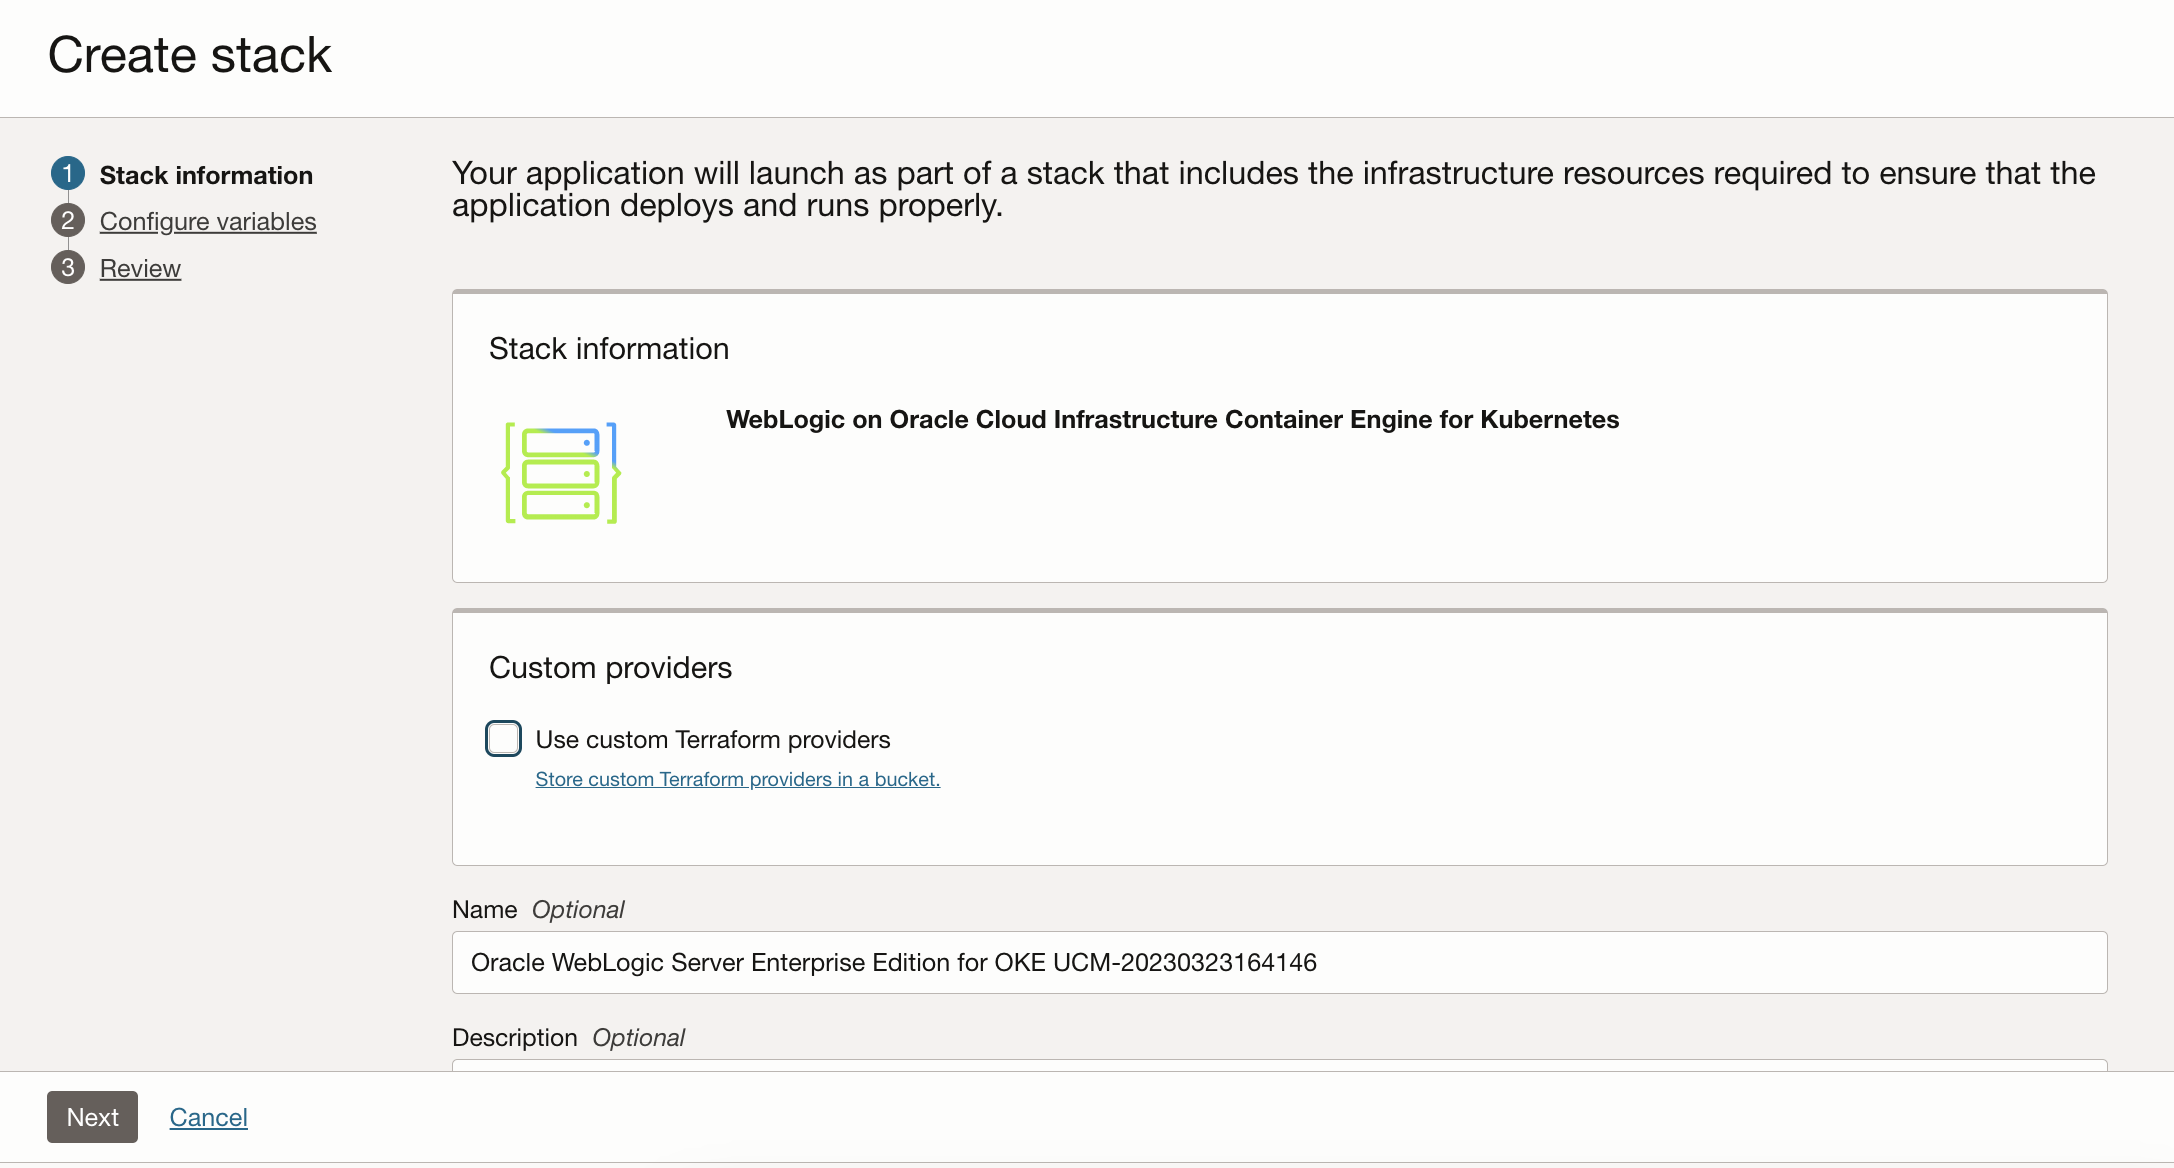 Create stack
1 Stack information
2 Configure variables
3 Review
Your application will launch as part of a stack that includes the infrastructure resources required to ensure that the
application deploys and runs properly.
Stack information
WebLogic on Oracle Cloud Infrastructure Container Engine for Kubernetes
Custom providers
Use custom Terraform providers
Store custom Terraform providers in a bucket.
Name Optional
Oracle WebLogic Server Enterprise Edition for OKE UCM-20230323164146
Description Optional
Next Cancel